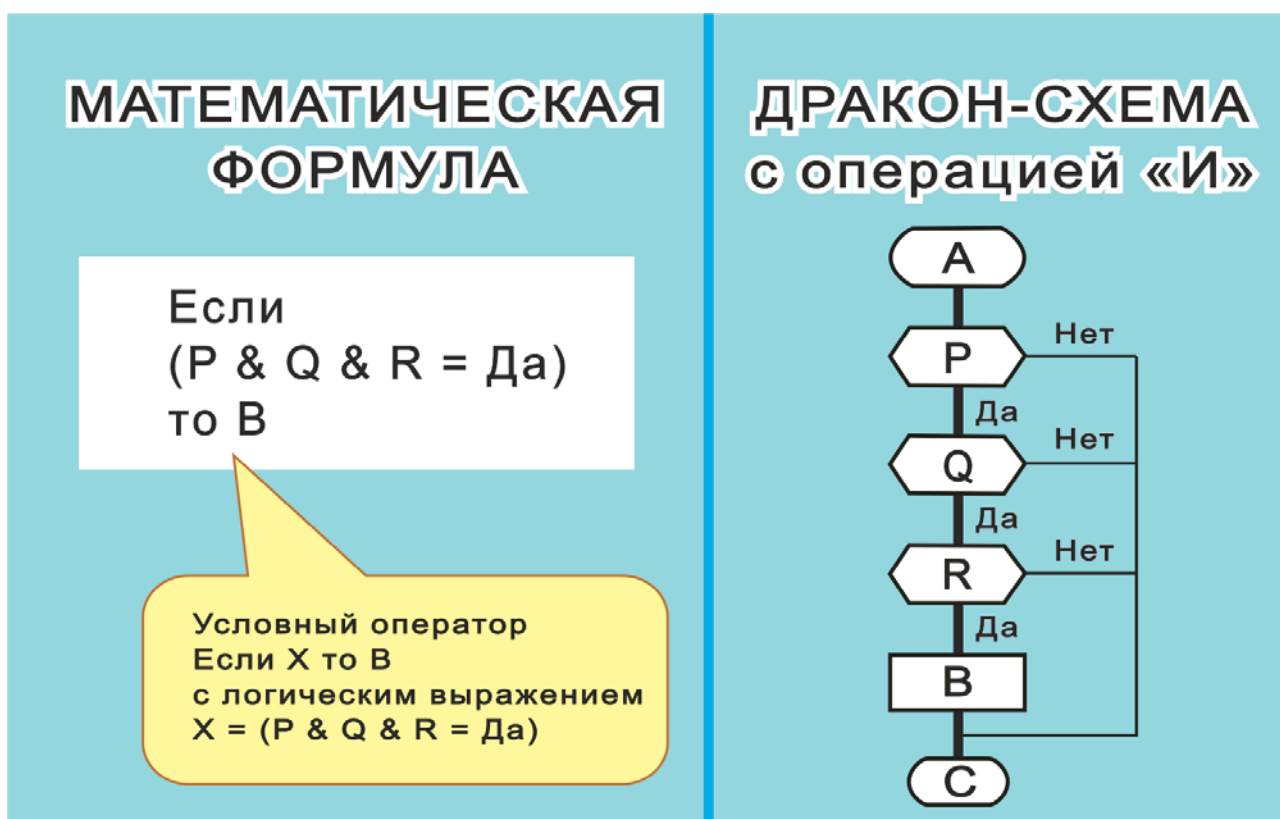 МАТЕМАТИЧЕСКАЯ
ФОРМУЛА
Если
(P & Q & R = Да)
то B
Условный оператор
Если X то B
с логическим выражением
X = (P & Q & R = Да)
ДРАКОН-СХЕМА
с операцией «И»
A
P
Нет
Да
Q
Нет
Да
R
Нет
Да
B
C